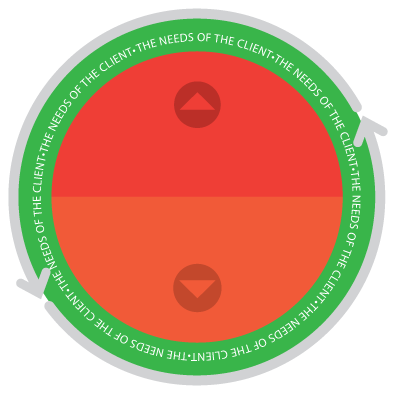 THE NEEDS OF THE CLIENT•THE NEEDS OF THE CLIENT•THE NEEDS OF THE CLIENT•THE NEEDS OF THE CLIENT•THE NEEDS OF THE CLIENT•THE NEEDS OF THE CLIENT•THE NEEDS OF THE CLIENT•